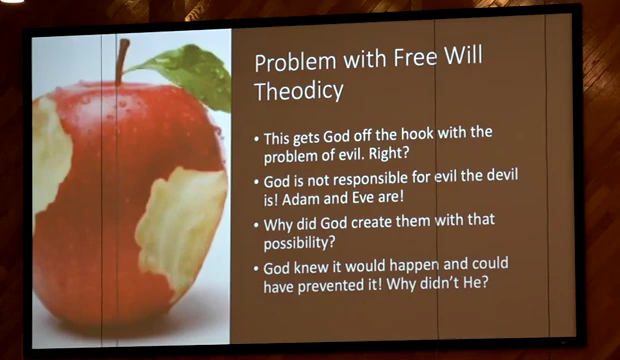 Problem with Free Will
Theodicy
• This gets God off the hook with the
problem of evil. Right?
• God is not responsible for evil the devil
is! Adam and Eve are!
• Why did God create them with that
possibility?
• God knew it would happen and could
have prevented it! Why didn't He?